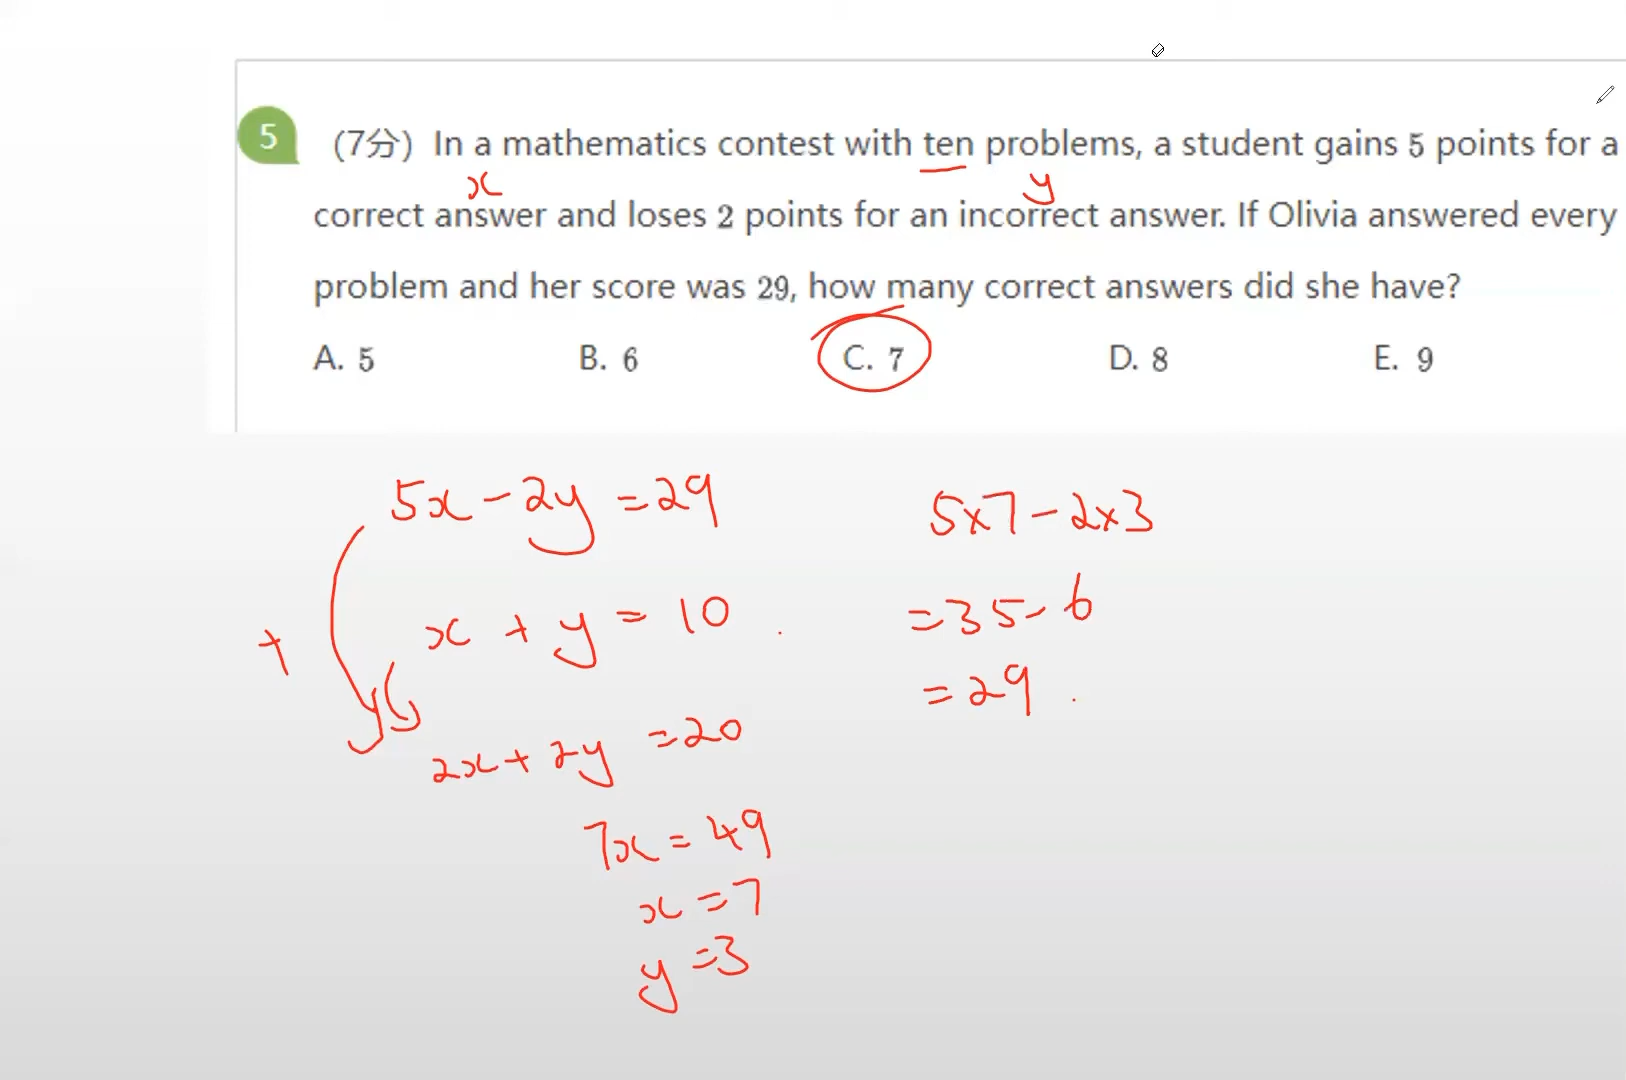 5
(7分) In a mathematics contest with ten problems, a student gains 5 points for a
x y
correct answer and loses 2 points for an incorrect answer. If Olivia answered every
problem and her score was 29, how many correct answers did she have?
A. 5 B. 6 C. 7 D. 8 E. 9
5x - 2y = 29
x + y = 10
+
2x + 2y = 20
7x = 49
x = 7
y = 3
5×7 - 2×3
= 35 - 6
= 29